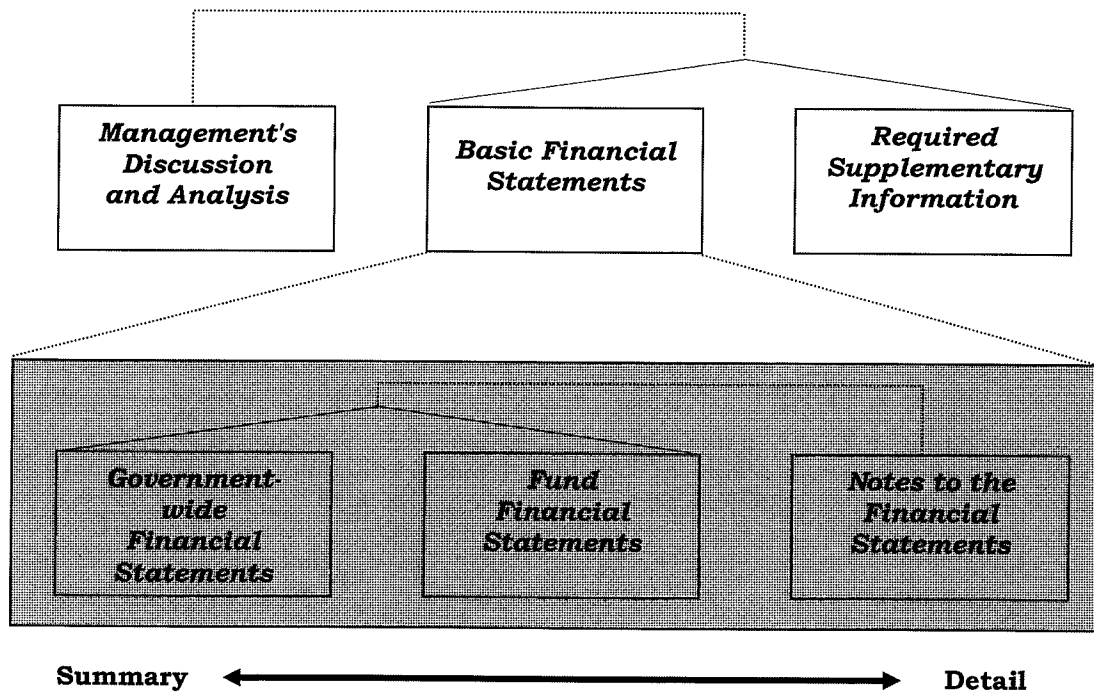 Management's
Discussion
and Analysis
Basic Financial
Statements
Required
Supplementary
Information
Government-
wide
Financial
Statements
Fund
Financial
Statements
Notes to the
Financial
Statements
Summary
Detail